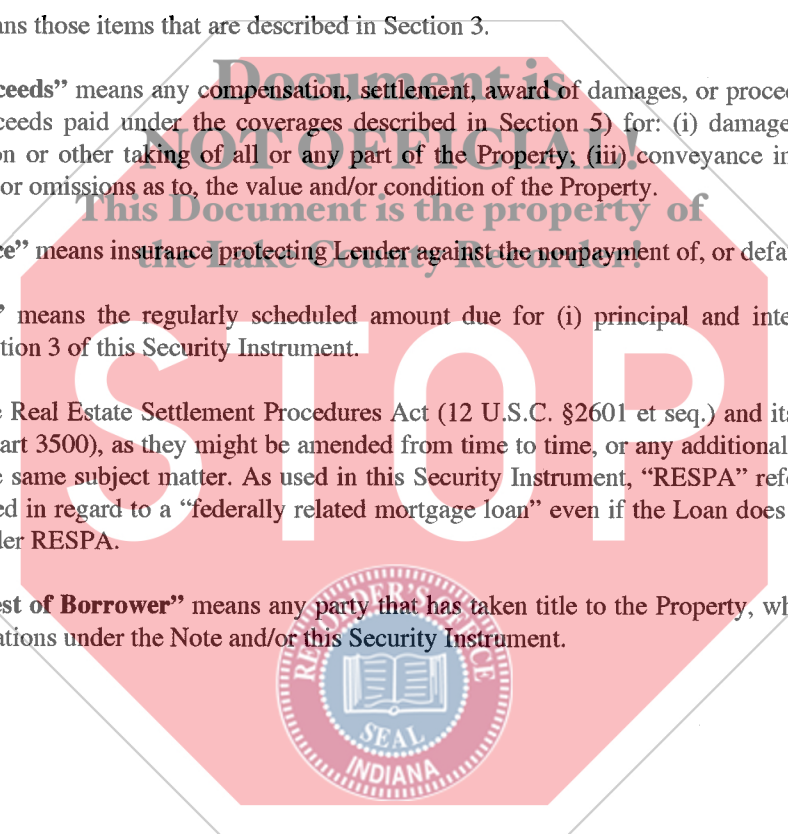 ns those items that are described in Section 3.
Document is
ceeds” means any compensation, settlement, award of damages, or procee
ceeds paid under the coverages described in Section 5) for: (i) damage
NOT OFFICIAL!
on or other taking of all or any part of the Property; (iii) conveyance in
or omissions as to, the value and/or condition of the Property.
This Document is the property of
ce” means insurance protecting Lender against the nonpayment of, or defa
the Lake County Recorder!
” means the regularly scheduled amount due for (i) principal and inte
tion 3 of this Security Instrument.
STOP
e Real Estate Settlement Procedures Act (12 U.S.C. §2601 et seq.) and its
art 3500), as they might be amended from time to time, or any additional
e same subject matter. As used in this Security Instrument, “RESPA” refe
ed in regard to a “federally related mortgage loan” even if the Loan does
der RESPA.
est of Borrower” means any party that has taken title to the Property, wh
ations under the Note and/or this Security Instrument.
RECORDER'S OFFICE
SEAL
INDIANA